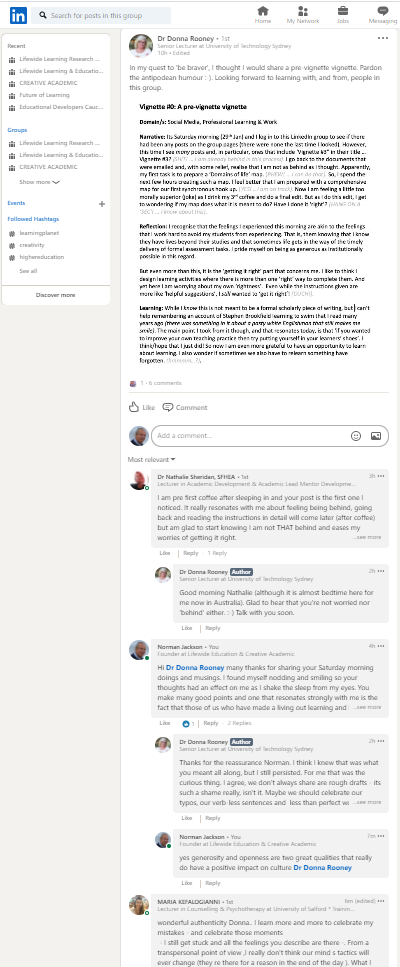 in
Search for posts in this group
Home
My Network
Jobs
Messaging
Recent
Lifewide Learning Research ...
Lifewide Learning & Educatio...
CREATIVE ACADEMIC
Future of Learning
Educational Developers Cauc...
Groups
Lifewide Learning Research ...
Lifewide Learning & Educatio...
CREATIVE ACADEMIC
Show more
Events
+
Followed Hashtags
learningplanet
creativity
highereducation
See all
Discover more
Dr Donna Rooney • 1st
Senior Lecturer at University of Technology Sydney
10h • Edited
In my quest to 'be braver', I thought I would share a pre-vignette vignette. Pardon
the antipodean humour : ). Looking forward to learning with, and from, people in
this group.
Vignette #0: A pre-vignette vignette
Domain/s: Social Media, Professional Learning & Work
Narrative: Its Saturday morning (29th Jan) and I log in to this LinkedIn group to see if there
had been any posts on the group pages (there were none the last time I looked). However,
this time I see many posts and, in particular, ones that include 'Vignette #3' in their title ...
Vignette #3? (SH#T ... I am already behind in this process) I go back to the documents that
were emailed and, with some relief, realise that I am not as behind as I thought. Apparently,
my first task is to prepare a 'Domains of life' map. (PHEW! ... I can do that). So, I spend the
next few hours creating such a map. I feel better that I am prepared with a comprehensive
map for our first synchronous hook up. (YES! ... I am on track). Now I am feeling a little too
morally superior (joke) as I drink my 3rd coffee and do a final edit. But as I do this edit, I get
to wondering if my map does what it is meant to do? Have I done it 'right'? (HANG ON A
'SECY ... I know about this).
Reflection: I recognise that the feelings I experienced this morning are akin to the feelings
that I work hard to avoid my students from experiencing. That is, them knowing that I know
they have lives beyond their studies and that sometimes life gets in the way of the timely
delivery of formal assessment tasks. I pride myself on being as generous as institutionally
possible in this regard.
But even more than this, it is the 'getting it right' part that concerns me. I like to think I
design learning activities where there is more than one 'right' way to complete them. And
yet here I am worrying about my own 'rightness'. Even while the instructions given are
more like 'helpful suggestions', I still wanted to 'get it right' (OUCH).
Learning: While I know this is not meant to be a formal scholarly piece of writing, but I can't
help remembering an account of Stephen Brookfield learning to swim that I read many
years ago (there was something in it about a pasty white Englishman that still makes me
smile). The main point I took from it though, and that resonates today, is that 'if you wanted
to improve your own teaching practice then try putting yourself in your learners' shoes'. I
think/hope that I just did! So now I am even more grateful to have an opportunity to learn
about learning. I also wonder if sometimes we also have to relearn something have
forgotten. (hmmmm...?).
1 · 6 comments
Like
Comment
Add a comment...
Most relevant
Dr Nathalie Sheridan, SFHEA • 1st
3h
Lecturer in Academic Development & Academic Lead Mentor Developme...
I am pre first coffee after sleeping in and your post is the first one I
noticed. It really resonates with me about feeling being behind, going
back and reading the instructions in detail will come later (after coffee)
but am glad to start knowing I am not THAT behind and eases my
worries of getting it right.
...see more
Like | Reply · 1 Reply
Dr Donna Rooney Author
2h
Senior Lecturer at University of Technology Sydney
Good morning Nathalie (although it is almost bedtime here for
me now in Australia). Glad to hear that you're not worried nor
'behind' either. :-) Talk with you soon.
Like | Reply
Norman Jackson • You
4h
Founder at Lifewide Education & Creative Academic
Hi Dr Donna Rooney many thanks for sharing your Saturday morning
doings and musings. I found myself nodding and smiling so your
thoughts had an effect on me as I shake the sleep from my eyes. You
make many good points and one that resonates strongly with me is the
fact that those of us who have made a living out learning and ...see more
Like · 1 | Reply · 2 Replies
Dr Donna Rooney Author
2h
Senior Lecturer at University of Technology Sydney
Thanks for the reassurance Norman. I think I knew that was what
you meant all along, but I still persisted. For me that was the
curious thing. I agree, we don't always share are rough drafts - its
such a shame really, isn't it. Maybe we should celebrate our
typos, our verb-less sentences and less than perfect w ...see more
Like | Reply
Norman Jackson • You
7m
Founder at Lifewide Education & Creative Academic
yes generosity and openness are two great qualities that really
do have a positive impact on culture Dr Donna Rooney
Like | Reply
MARIA KEFALOGIANNI • 1st
6m (edited)
Lecturer in Counselling & Psychotherapy at University of Salford * Trainin...
wonderful authenticity Donna.. I learn more and more to celebrate my
mistakes - and celebrate those moments
- I still get stuck and all the feelings you describe are there -. From a
transpersonal point of view ,I really don't think our mind s tactics will
ever change (they re there for a reason in the end of the day ). What I